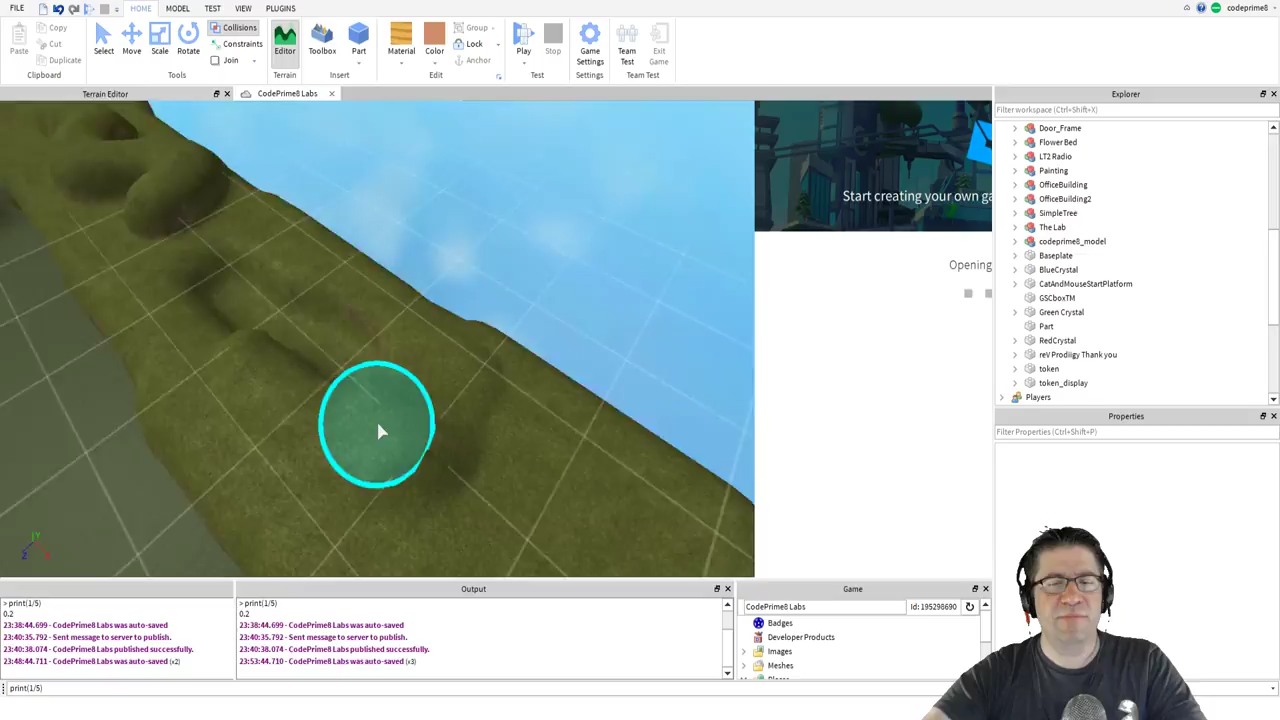 FILE HOME MODEL TEST VIEW PLUGINS codeprime8
Paste Copy Cut Duplicate Clipboard
Select Move Scale Rotate Collisions Constraints Join Tools
Editor Terrain
Toolbox Part Insert
Material Color Group Lock Anchor Edit
Play Stop Test
Game Settings Settings
Team Test Exit Game Team Test
Terrain Editor
CodePrime8 Labs
Start creating your own ga
Opening
Explorer
Filter workspace (Ctrl+Shift+X)
Door_Frame
Flower Bed
LT2 Radio
Painting
OfficeBuilding
OfficeBuilding2
SimpleTree
The Lab
codeprime8_model
Baseplate
BlueCrystal
CatAndMouseStartPlatform
GSCboxTM
Green Crystal
Part
RedCrystal
reV Prodiigy Thank you
token
token_display
Players
Properties
Filter Properties (Ctrl+Shift+P)
Y
Z
> print(1/5)
0.2
23:38:44.699 - CodePrime8 Labs was auto-saved
23:40:35.792 - Sent message to server to publish.
23:40:38.074 - CodePrime8 Labs published successfully.
23:48:44.711 - CodePrime8 Labs was auto-saved (x2)
Output
> print(1/5)
0.2
23:38:44.699 - CodePrime8 Labs was auto-saved
23:40:35.792 - Sent message to server to publish.
23:40:38.074 - CodePrime8 Labs published successfully.
23:53:44.710 - CodePrime8 Labs was auto-saved (x3)
Game
CodePrime8 Labs Id: 195298690
Badges
Developer Products
Images
Meshes
print(1/5)